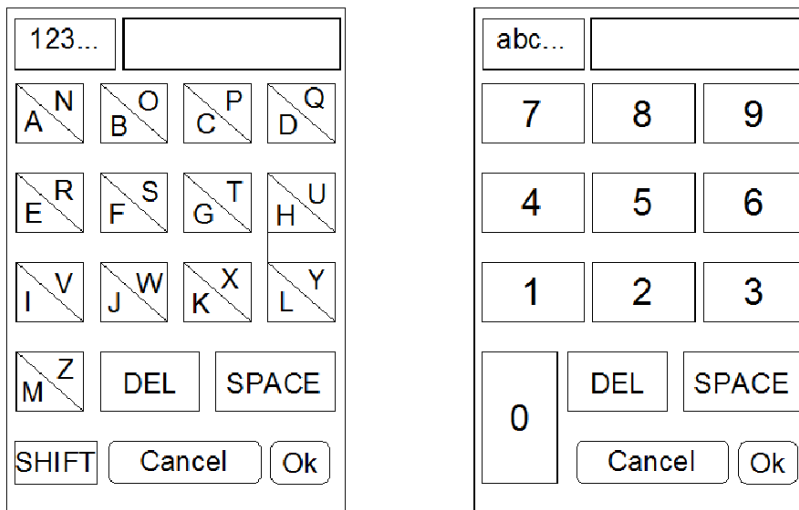 123...
N O P Q
A B C D
R S T U
E F G H
V W X Y
I J K L
Z
M DEL SPACE
SHIFT Cancel Ok
abc...
7 8 9
4 5 6
1 2 3
0 DEL SPACE
Cancel Ok